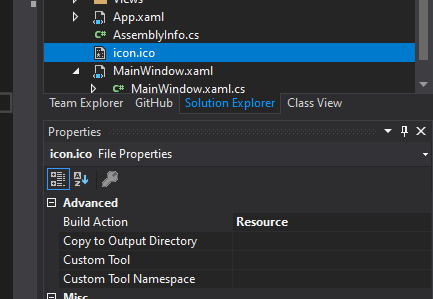 Views
App.xaml
C# AssemblyInfo.cs
icon.ico
MainWindow.xaml
C# MainWindow.xaml.cs
Team Explorer GitHub Solution Explorer Class View
Properties
icon.ico File Properties
Advanced
Build Action Resource
Copy to Output Directory
Custom Tool
Custom Tool Namespace
Misc